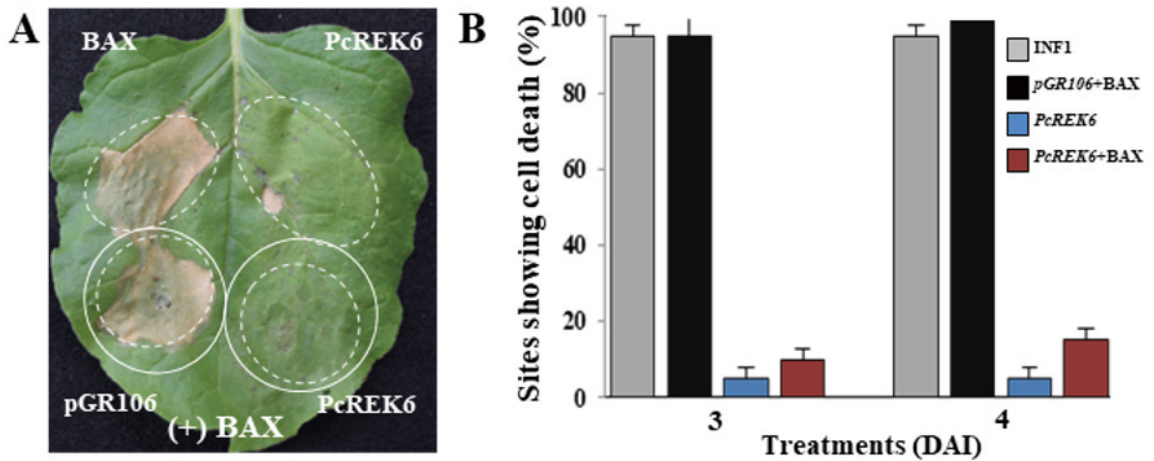 A
BAX
PcREK6
pGR106
PcREK6
(+) BAX
B
Sites showing cell death (%)
100
80
60
40
20
0
3
4
Treatments (DAI)
INF1
pGR106+BAX
PcREK6
PcREK6+BAX